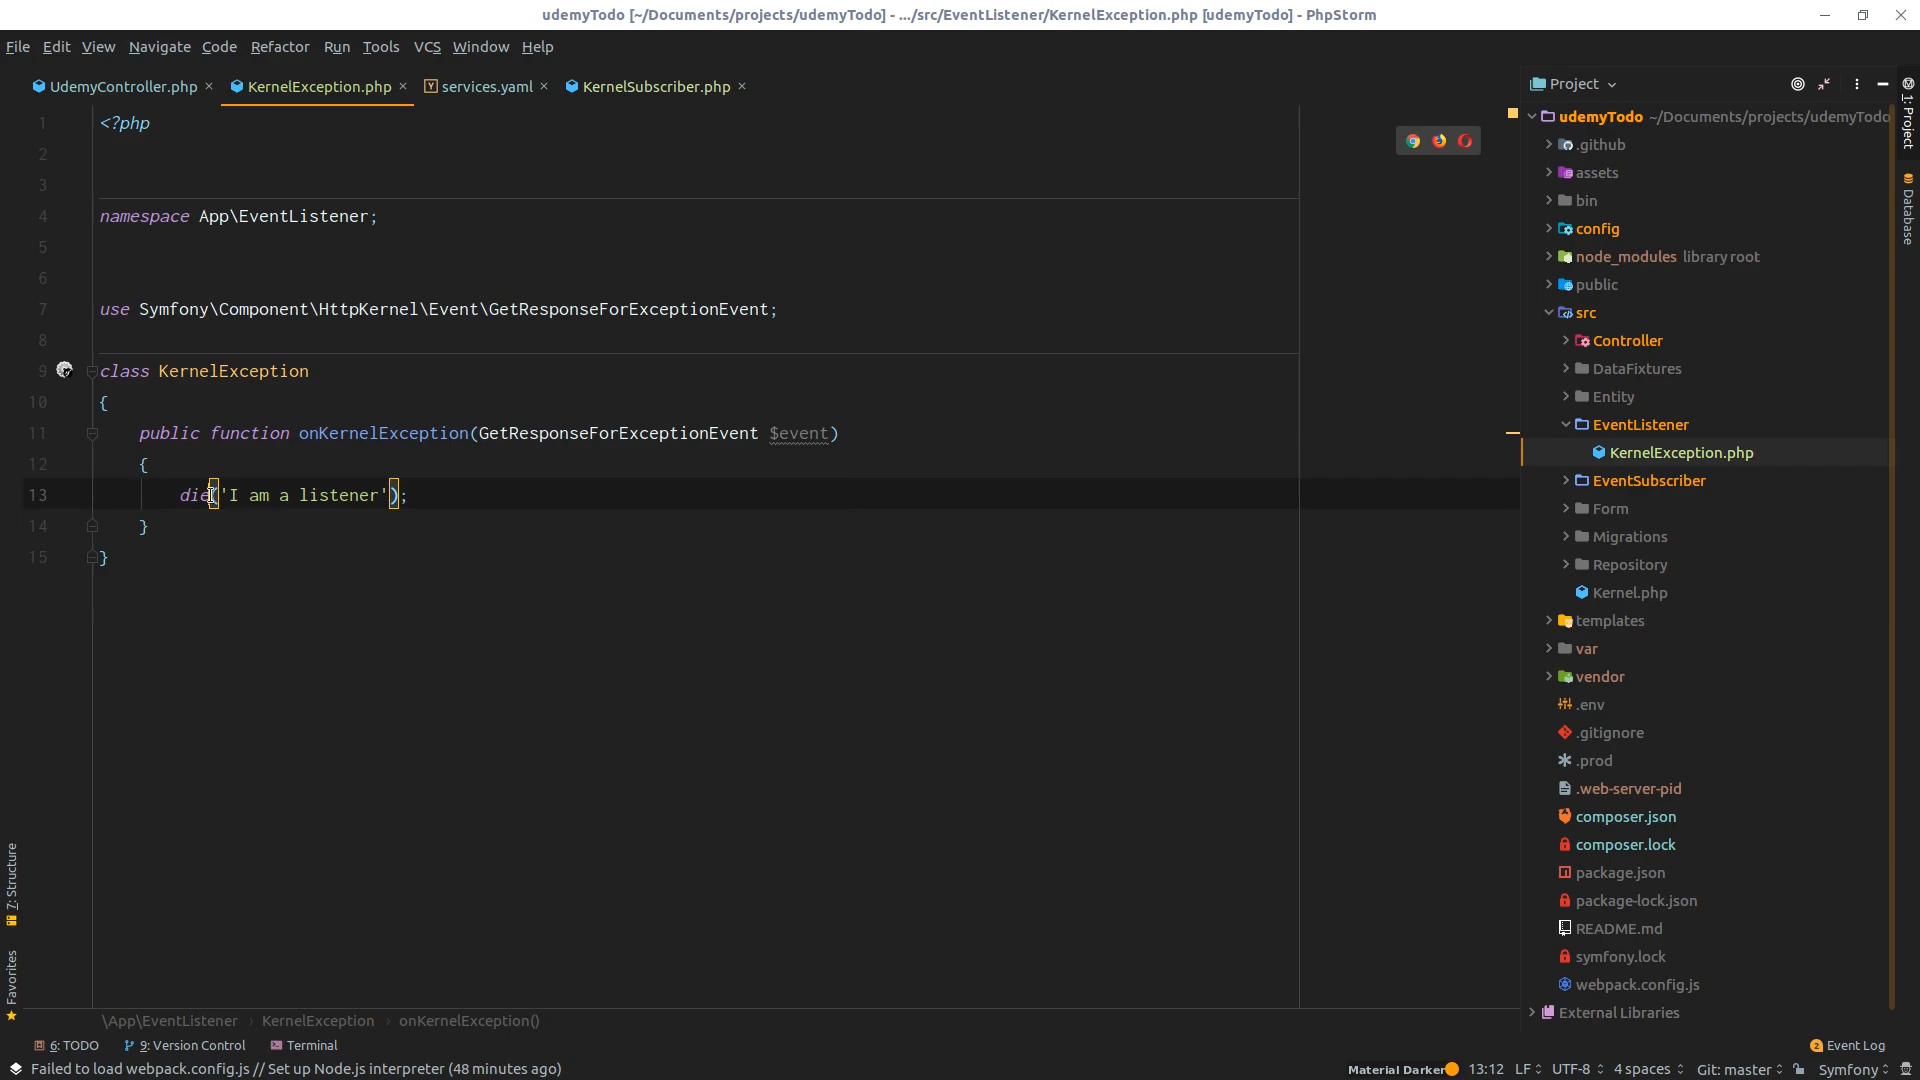 udemyTodo [~/Documents/projects/udemyTodo] - .../src/EventListener/KernelException.php [udemyTodo] - PhpStorm
File Edit View Navigate Code Refactor Run Tools VCS Window Help
UdemyController.php KernelException.php services.yaml KernelSubscriber.php
1 <?php
2
3
4 namespace App\EventListener;
5
6
7 use Symfony\Component\HttpKernel\Event\GetResponseForExceptionEvent;
8
9 class KernelException
10 {
11 public function onKernelException(GetResponseForExceptionEvent $event)
12 {
13 die('I am a listener');
14 }
15 }
Project
udemyTodo ~/Documents/projects/udemyTodo
.github
assets
bin
config
node_modules library root
public
src
Controller
DataFixtures
Entity
EventListener
KernelException.php
EventSubscriber
Form
Migrations
Repository
Kernel.php
templates
var
vendor
.env
.gitignore
.prod
.web-server-pid
composer.json
composer.lock
package.json
package-lock.json
README.md
symfony.lock
webpack.config.js
External Libraries
1: Project
Database
7: Structure
Favorites
\App\EventListener › KernelException › onKernelException()
6: TODO 9: Version Control Terminal 2 Event Log
Failed to load webpack.config.js // Set up Node.js interpreter (48 minutes ago) Material Darker 13:12 LF UTF-8 4 spaces Git: master Symfony